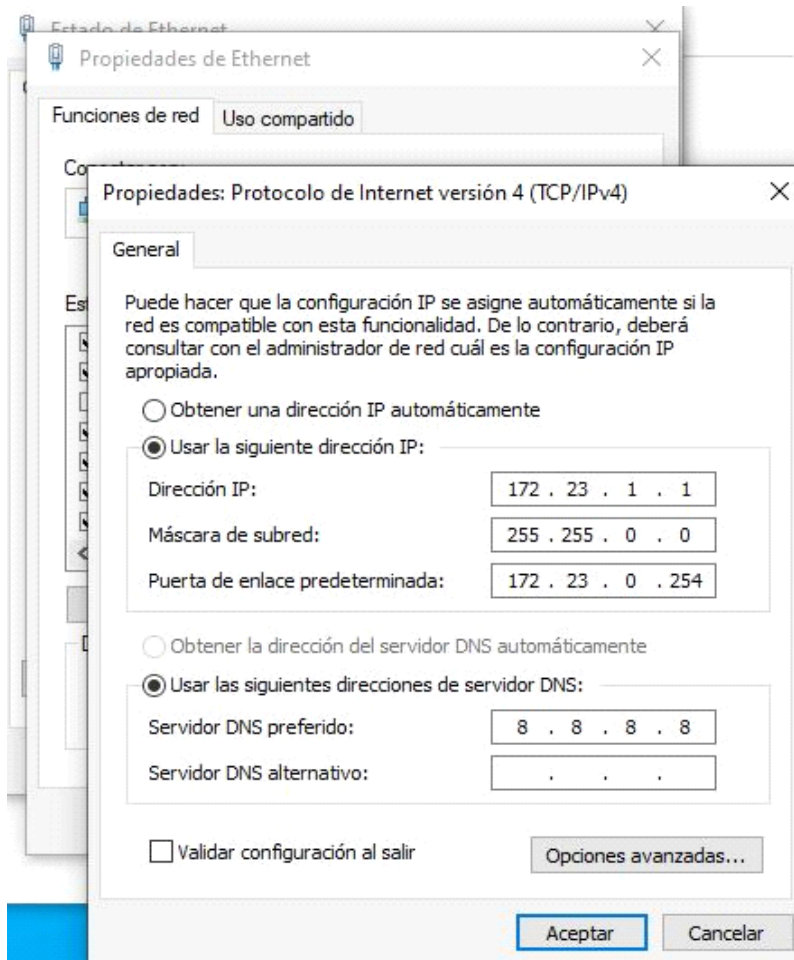 Estado de Ethernet
Propiedades de Ethernet
Funciones de red
Uso compartido
Propiedades: Protocolo de Internet versión 4 (TCP/IPv4)
General
Puede hacer que la configuración IP se asigne automáticamente si la
red es compatible con esta funcionalidad. De lo contrario, deberá
consultar con el administrador de red cuál es la configuración IP
apropiada.
Obtener una dirección IP automáticamente
Usar la siguiente dirección IP:
Dirección IP: 172 . 23 . 1 . 1
Máscara de subred: 255 . 255 . 0 . 0
Puerta de enlace predeterminada: 172 . 23 . 0 . 254
Obtener la dirección del servidor DNS automáticamente
Usar las siguientes direcciones de servidor DNS:
Servidor DNS preferido: 8 . 8 . 8 . 8
Servidor DNS alternativo: . . .
Validar configuración al salir
Opciones avanzadas...
Aceptar Cancelar